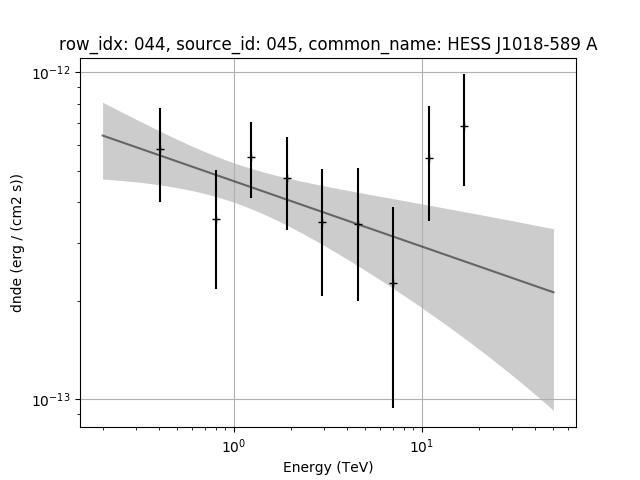 row_idx: 044, source_id: 045, common_name: HESS J1018-589 A
10⁻¹²
dnde (erg / (cm2 s))
10⁻¹³
10⁰ 10¹
Energy (TeV)